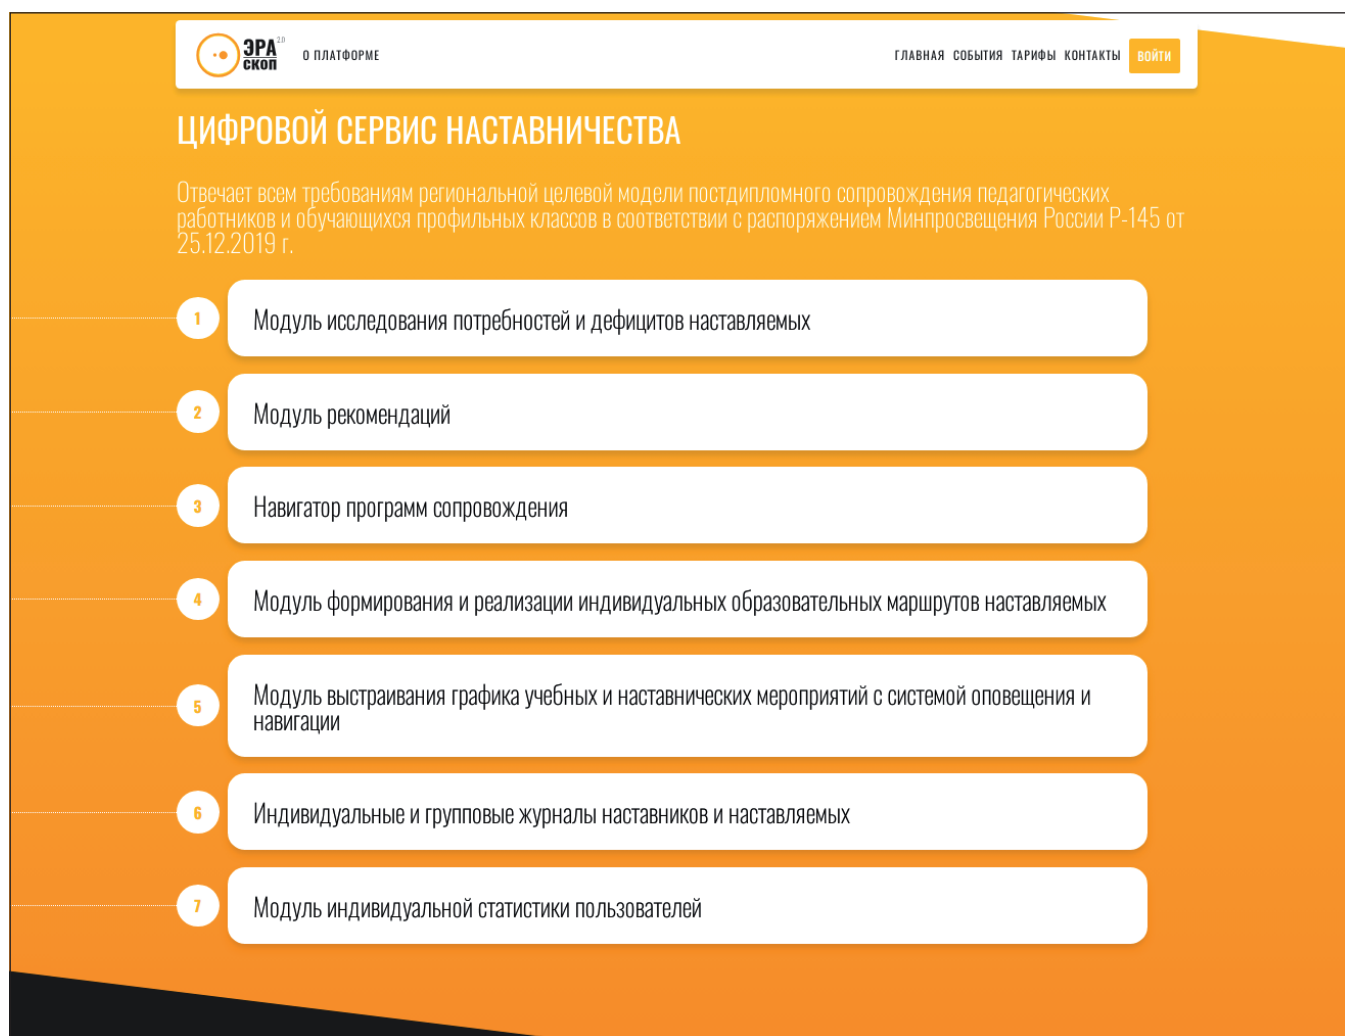 ЭРА 2.0
СКОП
О ПЛАТФОРМЕ
ГЛАВНАЯ СОБЫТИЯ ТАРИФЫ КОНТАКТЫ ВОЙТИ
ЦИФРОВОЙ СЕРВИС НАСТАВНИЧЕСТВА
Отвечает всем требованиям региональной целевой модели постдипломного сопровождения педагогических
работников и обучающихся профильных классов в соответствии с распоряжением Минпросвещения России Р-145 от
25.12.2019 г.
1 Модуль исследования потребностей и дефицитов наставляемых
2 Модуль рекомендаций
3 Навигатор программ сопровождения
4 Модуль формирования и реализации индивидуальных образовательных маршрутов наставляемых
5 Модуль выстраивания графика учебных и наставнических мероприятий с системой оповещения и
навигации
6 Индивидуальные и групповые журналы наставников и наставляемых
7 Модуль индивидуальной статистики пользователей